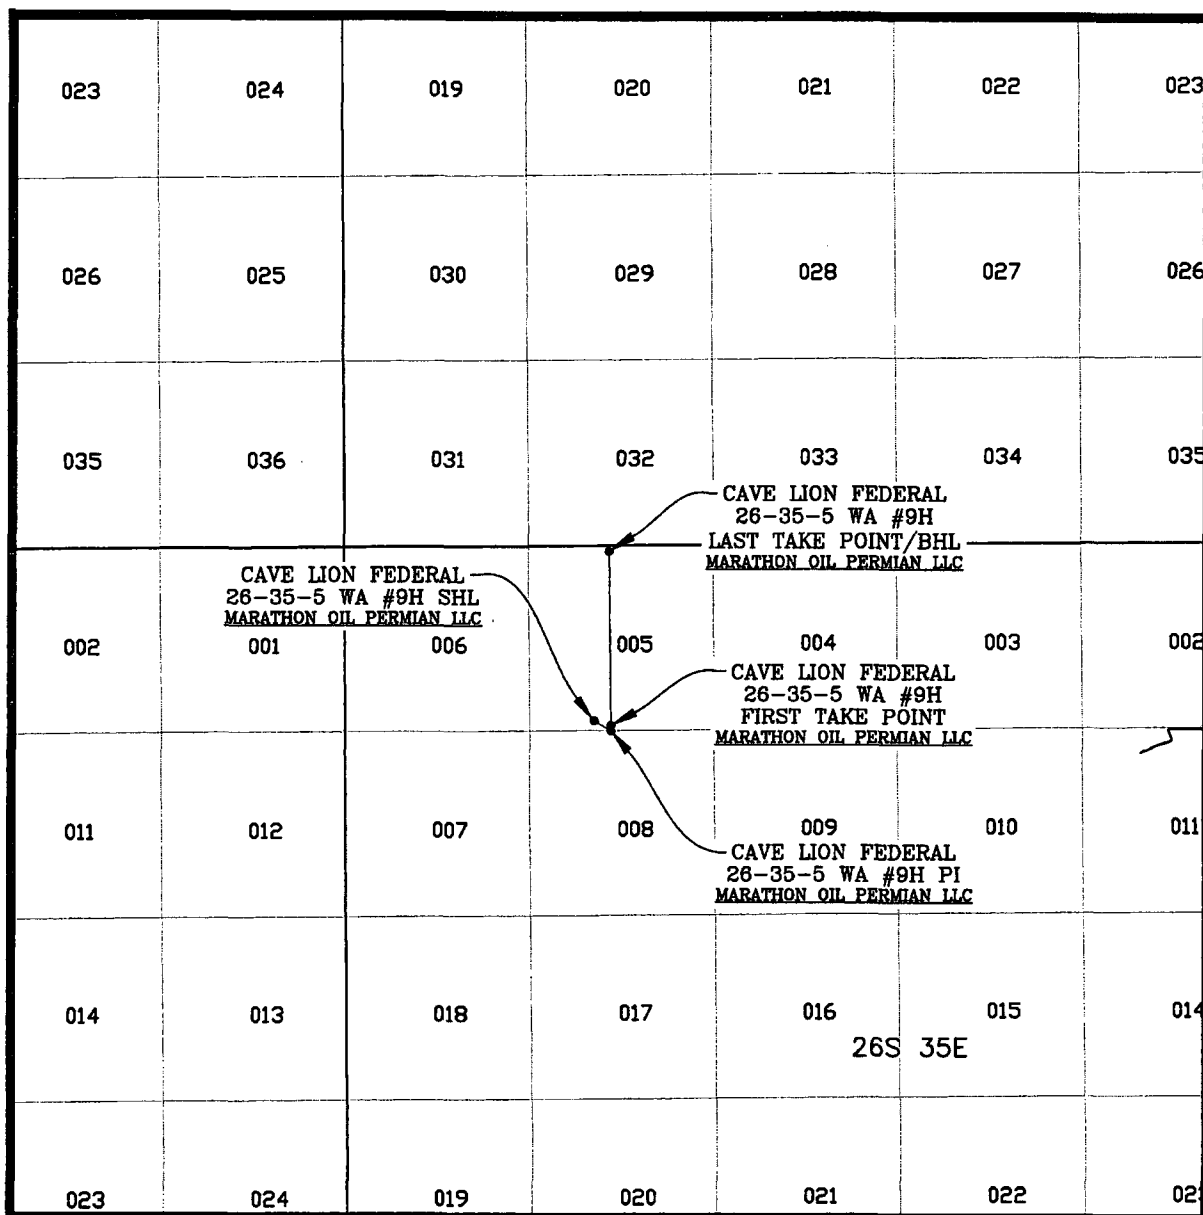 023 024 019 020 021 022 023
026 025 030 029 028 027 026
035 036 031 032 033 034 035
CAVE LION FEDERAL
26-35-5 WA #9H
LAST TAKE POINT/BHL
MARATHON OIL PERMIAN LLC
CAVE LION FEDERAL
26-35-5 WA #9H SHL
MARATHON OIL PERMIAN LLC
002 001 006 005 004 003 002
CAVE LION FEDERAL
26-35-5 WA #9H
FIRST TAKE POINT
MARATHON OIL PERMIAN LLC
011 012 007 008 009 010 011
CAVE LION FEDERAL
26-35-5 WA #9H PI
MARATHON OIL PERMIAN LLC
014 013 018 017 016 015 014
26S 35E
023 024 019 020 021 022